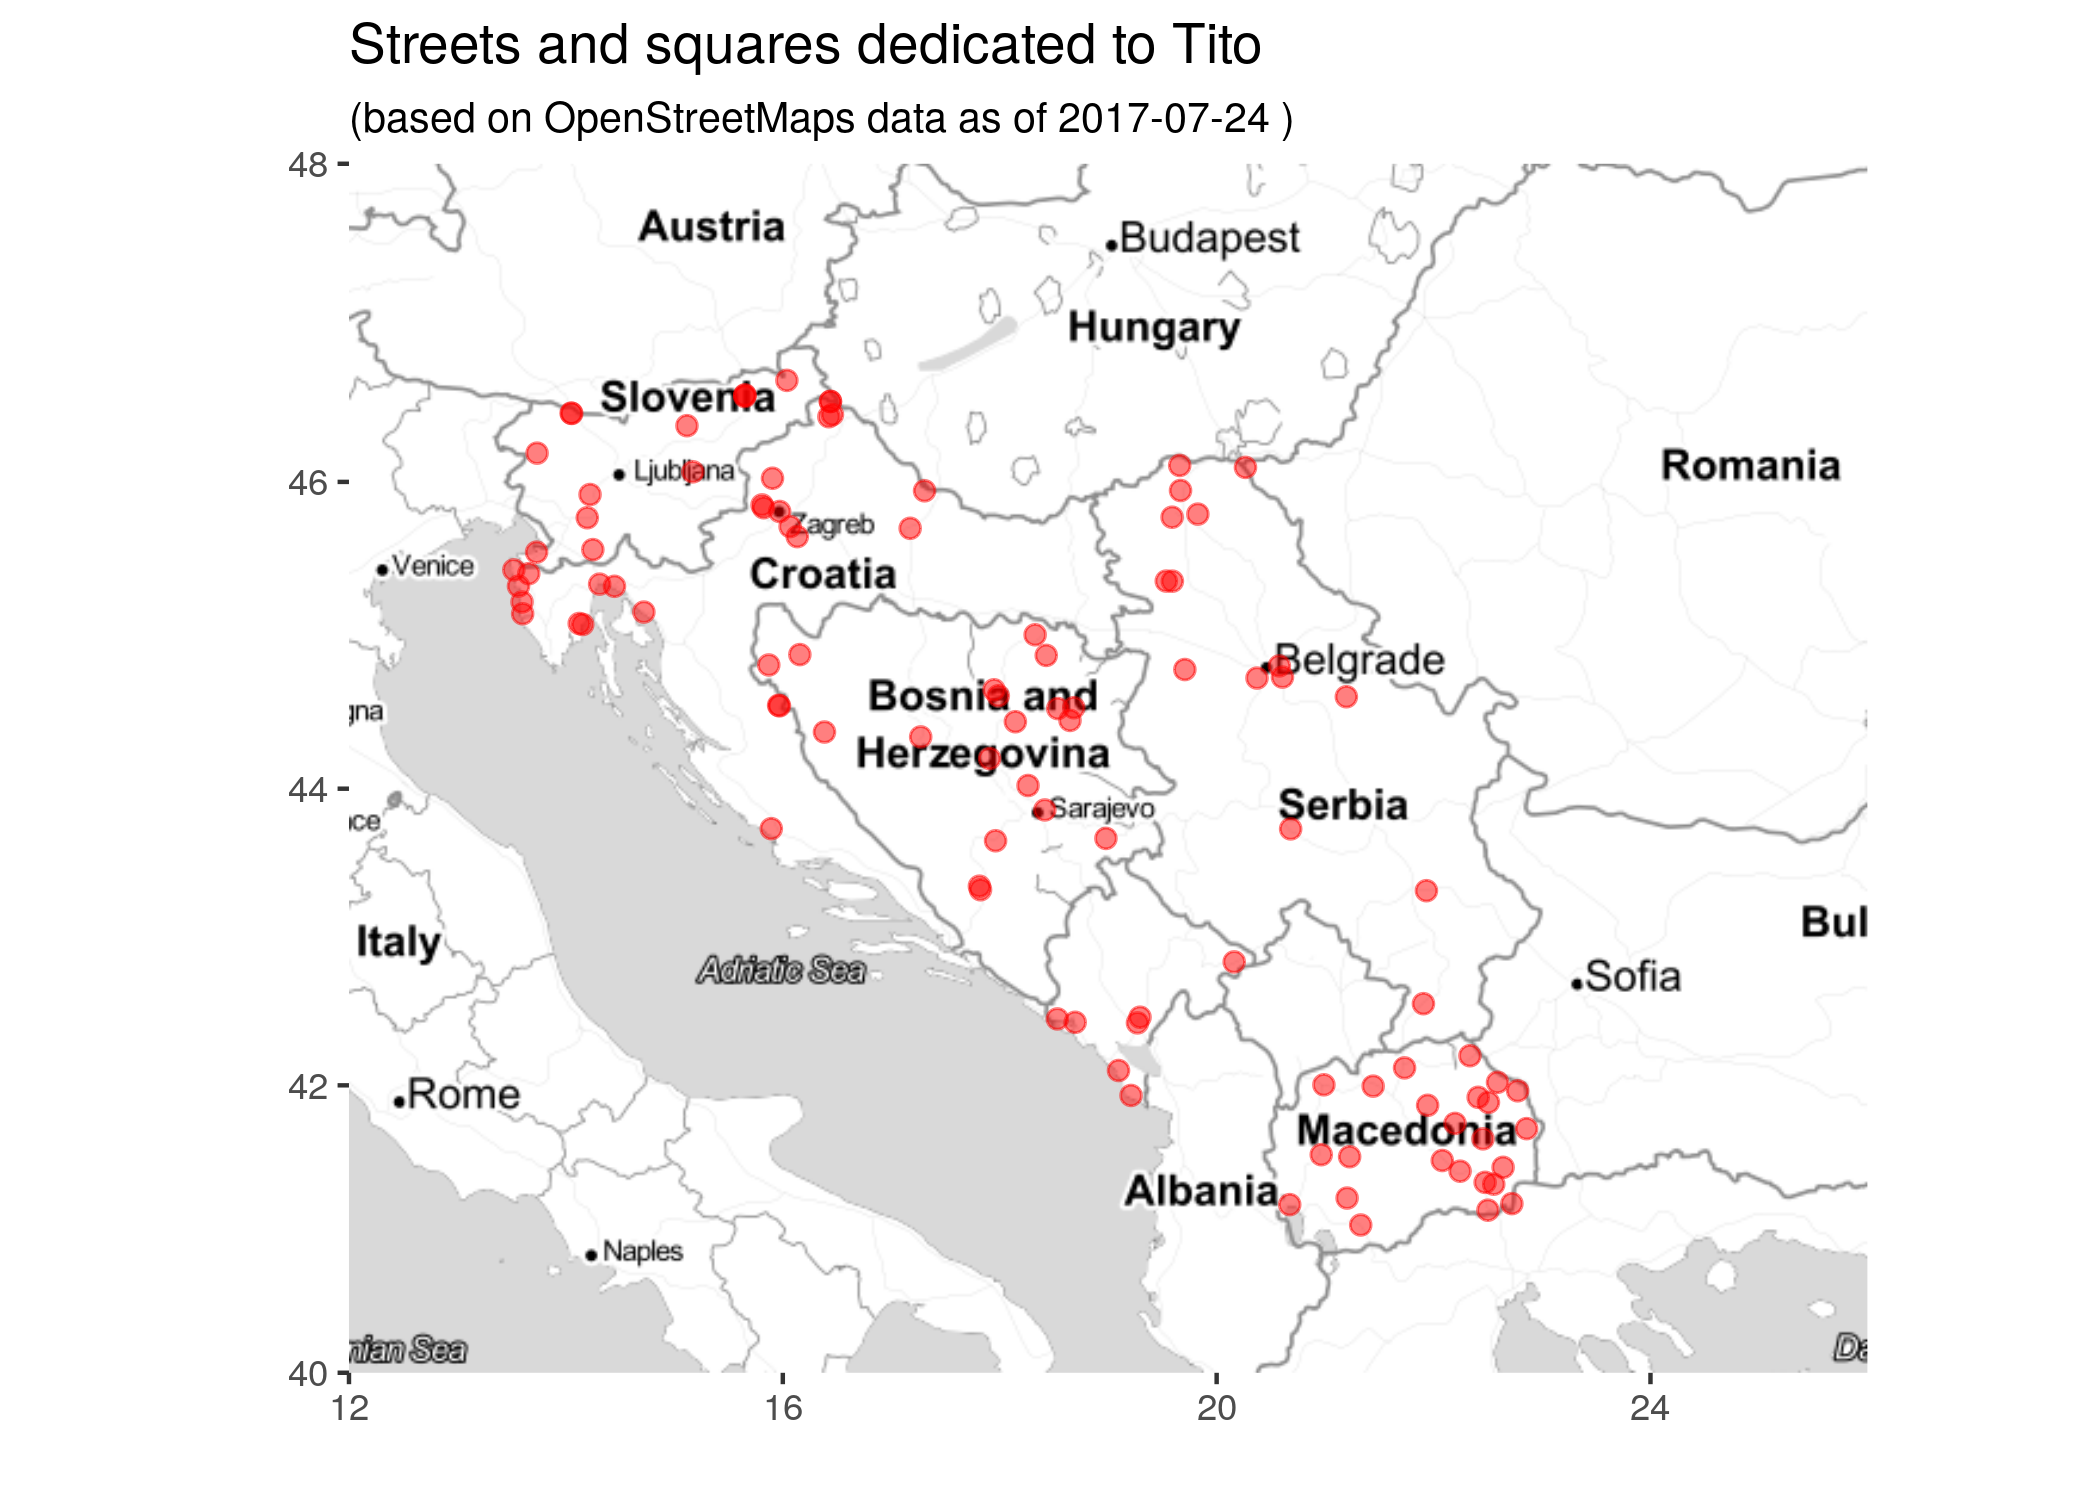 Streets and squares dedicated to Tito
(based on OpenStreetMaps data as of 2017-07-24 )
48
Austria
Budapest
Hungary
Slovenia
Romania
46
Ljubljana
Zagreb
Venice
Croatia
Belgrade
Bosnia and
Herzegovina
gna
44
Serbia
Sarajevo
ce
Bul
Italy
Adriatic Sea
Sofia
42
Rome
Macedonia
Albania
Naples
nian Sea
Da
40
12
16
20
24